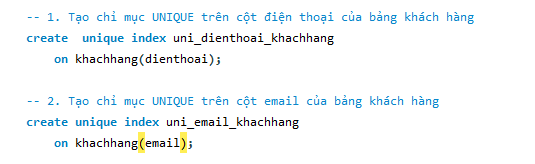 -- 1. Tạo chỉ mục UNIQUE trên cột điện thoại của bảng khách hàng
create  unique index uni_dienthoai_khachhang
on khachhang(dienthoai);
-- 2. Tạo chỉ mục UNIQUE trên cột email của bảng khách hàng
create unique index uni_email_khachhang
on khachhang(email);